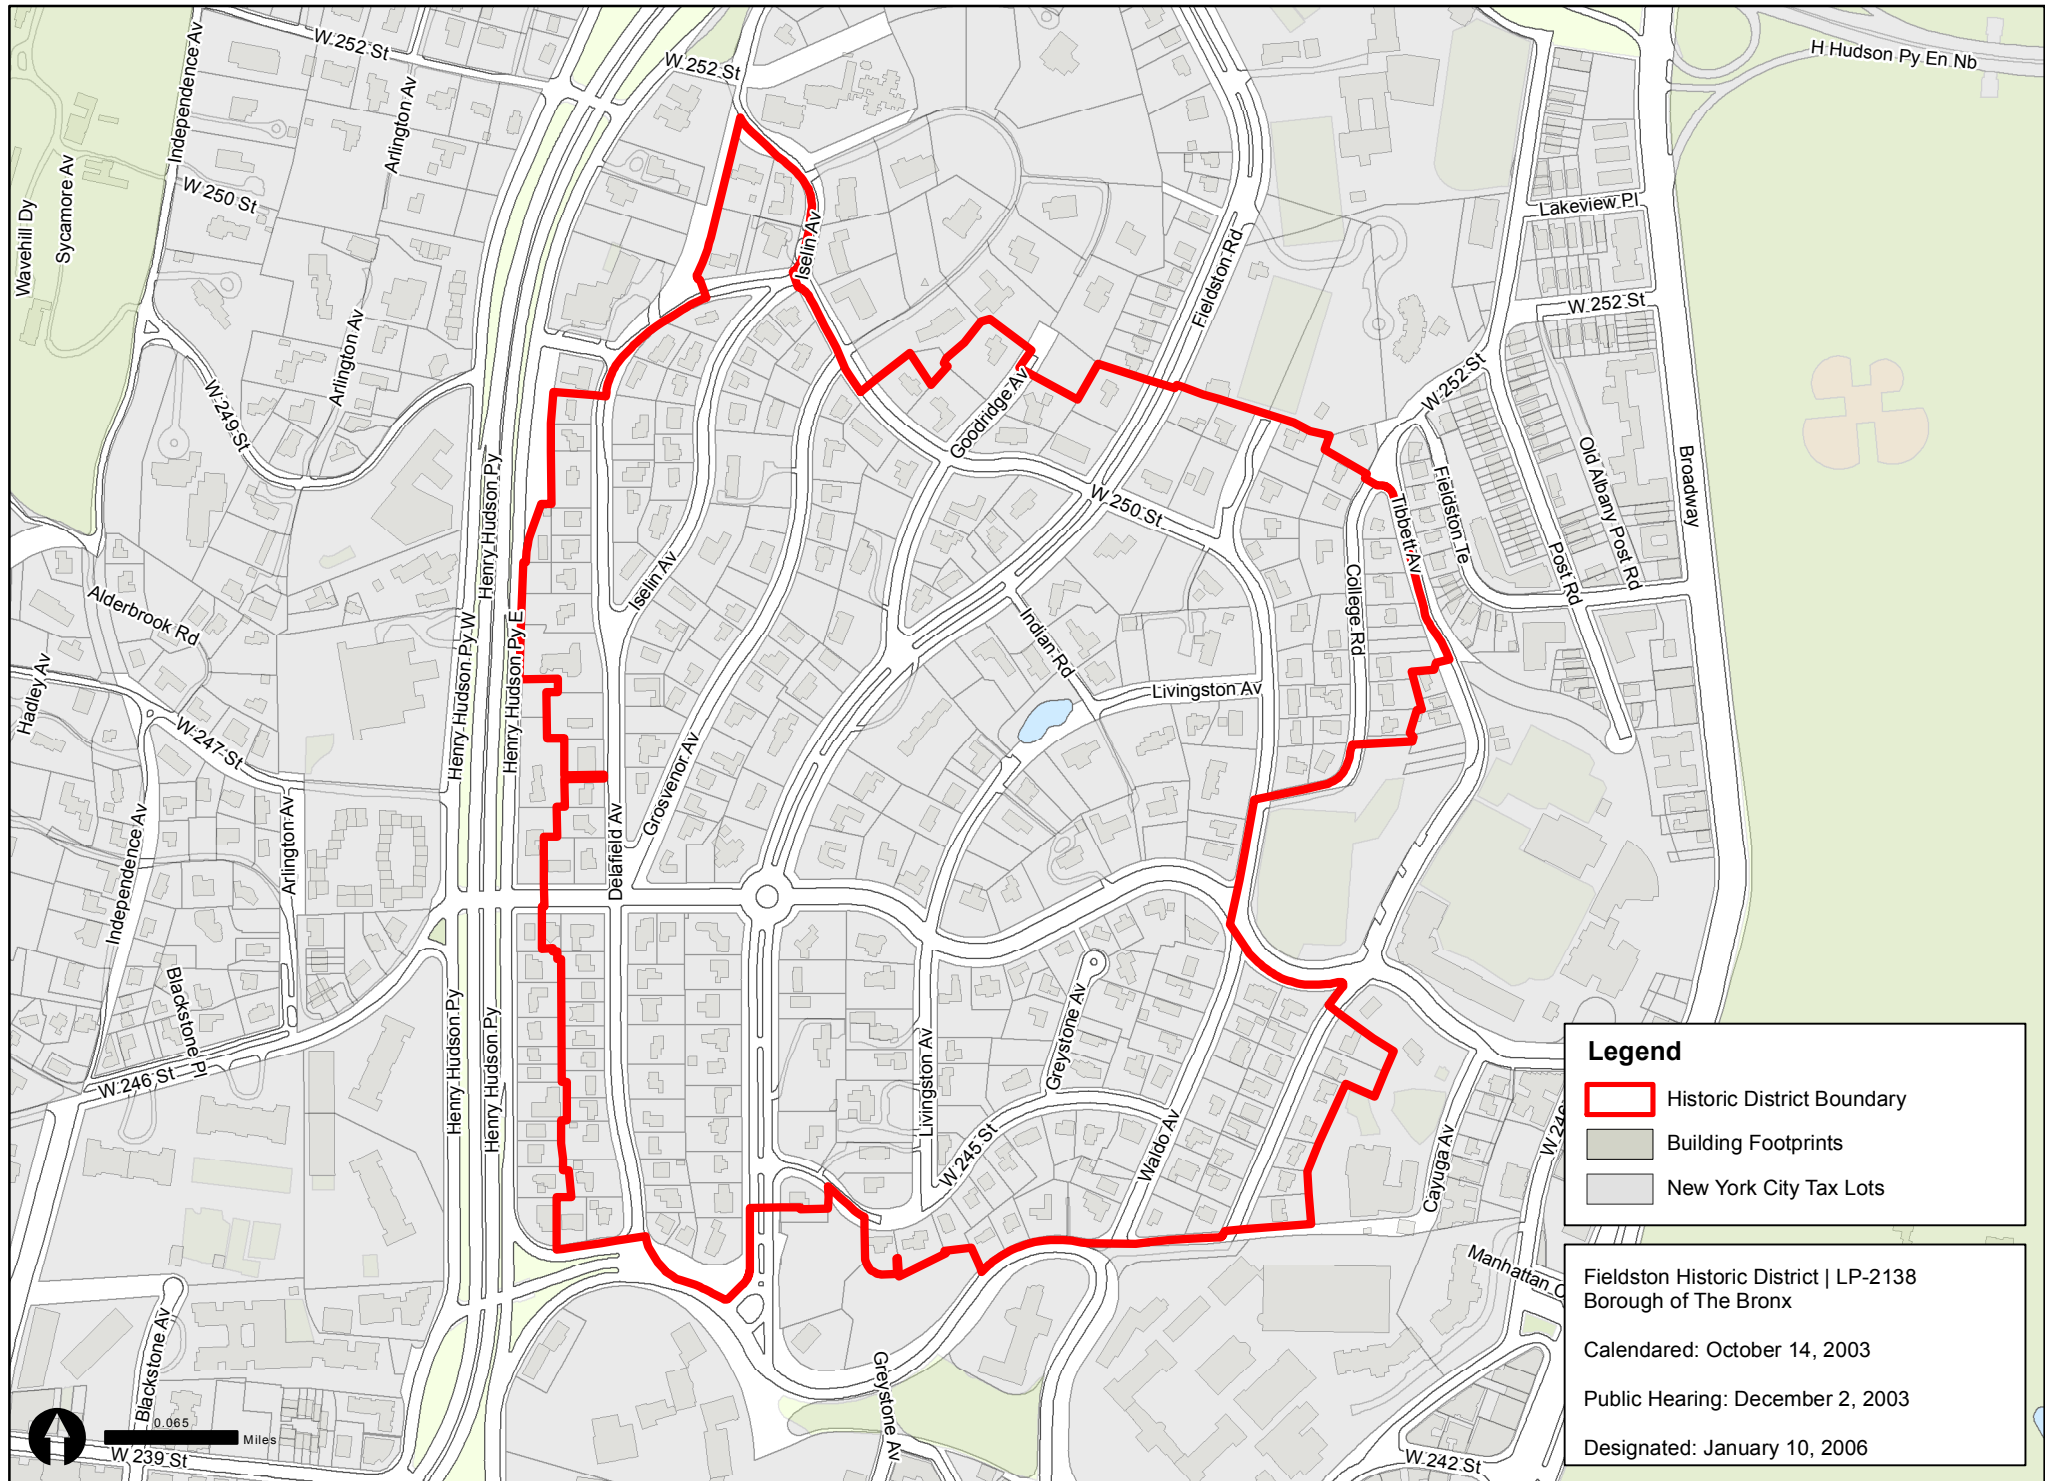 W 252 St
Independence Av
Arlington Av
W 252 St
H Hudson Py En Nb
Wavehill Dy
Sycamore Av
W 250 St
Iselin Av
Lakeview Pl
Fieldston Rd
W 252 St
Arlington Av
W 249 St
Goodridge Av
W 252 St
Old Albany Post Rd
Broadway
Henry Hudson Py
W 250 St
Tibbett Av
Fieldston Te
Post Rd
Iselin Av
College Rd
Alderbrook Rd
Indian Rd
Henry Hudson Py W
Henry Hudson Py E
Livingston Av
Hadley Av
W 247 St
Grosvenor Av
Delafield Av
Independence Av
Arlington Av
Blackstone Pl
W 246 St
Henry Hudson Py
Henry Hudson Py
Greystone Av
Livingston Av
W 245 St
Waldo Av
Cayuga Av
W 240
Manhattan C
Blackstone Av
Greystone Av
W 239 St
W 242 St
0.065
Miles
Legend
Historic District Boundary
Building Footprints
New York City Tax Lots
Fieldston Historic District | LP-2138
Borough of The Bronx
Calendared: October 14, 2003
Public Hearing: December 2, 2003
Designated: January 10, 2006